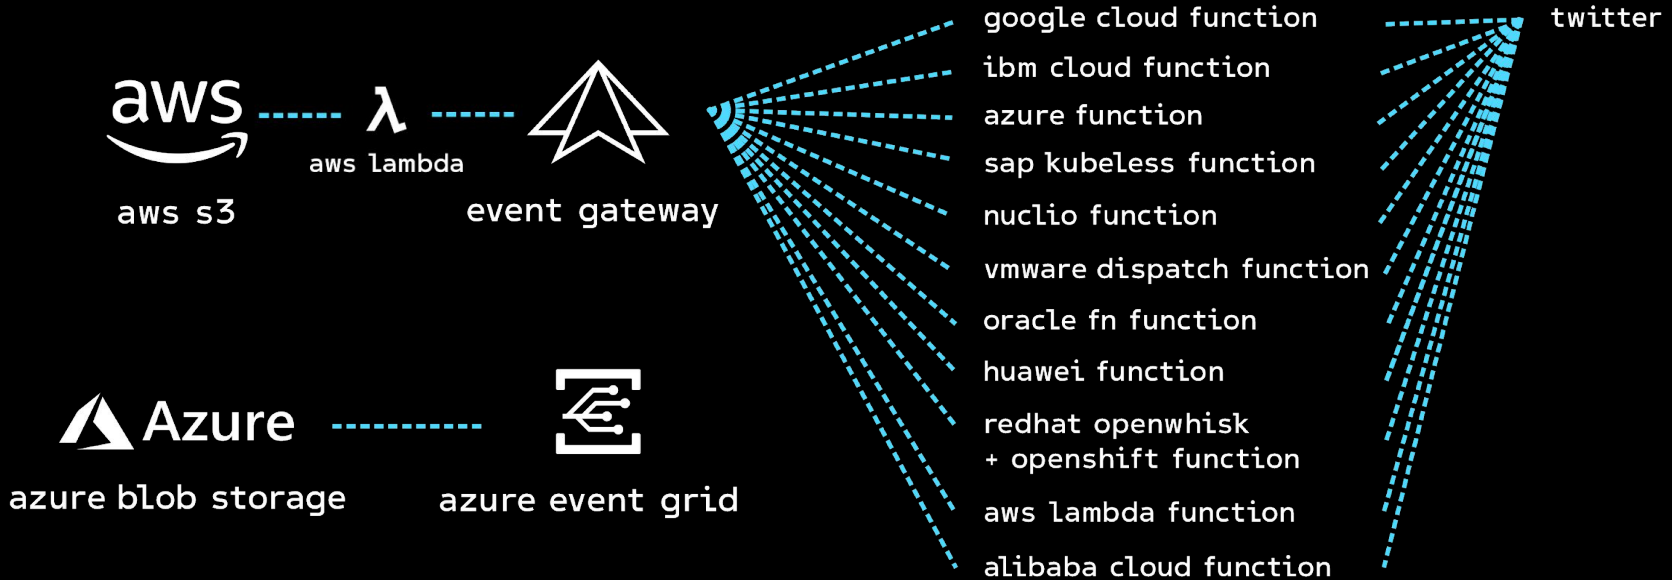 aws
λ
aws lambda
aws s3
event gateway
Azure
azure blob storage
azure event grid
google cloud function
ibm cloud function
azure function
sap kubeless function
nuclio function
vmware dispatch function
oracle fn function
huawei function
redhat openwhisk
+ openshift function
aws lambda function
alibaba cloud function
twitter